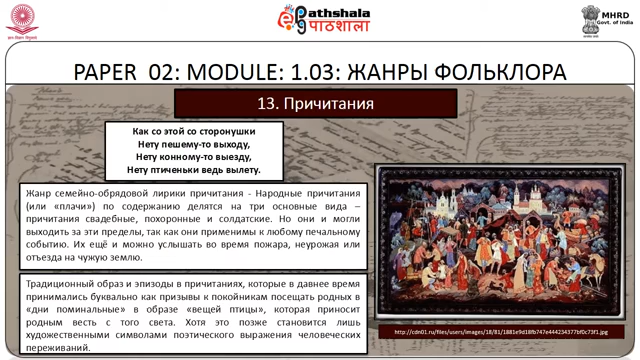 ePathshala
पाठशाला
MHRD
Govt. of India
PAPER 02: MODULE: 1.03: ЖАНРЫ ФОЛЬКЛОРА
13. Причитания
Как со этой со сторонушки
Нету пешему-то выходу,
Нету конному-то выезду,
Нету птиченьки ведь вылету.
Жанр семейно-обрядовой лирики причитания - Народные причитания
(или «плачи») по содержанию делятся на три основные вида –
причитания свадебные, похоронные и солдатские. Но они и могли
выходить за эти пределы, так как они применимы к любому печальному
событию. Их ещё и можно услышать во время пожара, неурожая или
отъезда на чужую землю.
Традиционный образ и эпизоды в причитаниях, которые в давнее время
принимались буквально как призывы к покойникам посещать родных в
«дни поминальные» в образе «вещей птицы», которая приносит
родным весть с того света. Хотя это позже становится лишь
художественными символами поэтического выражения человеческих
переживаний.
http://cdn01.ru/files/users/images/18/81/1881e9d18fb747e444234377bf0c73f1.jpg